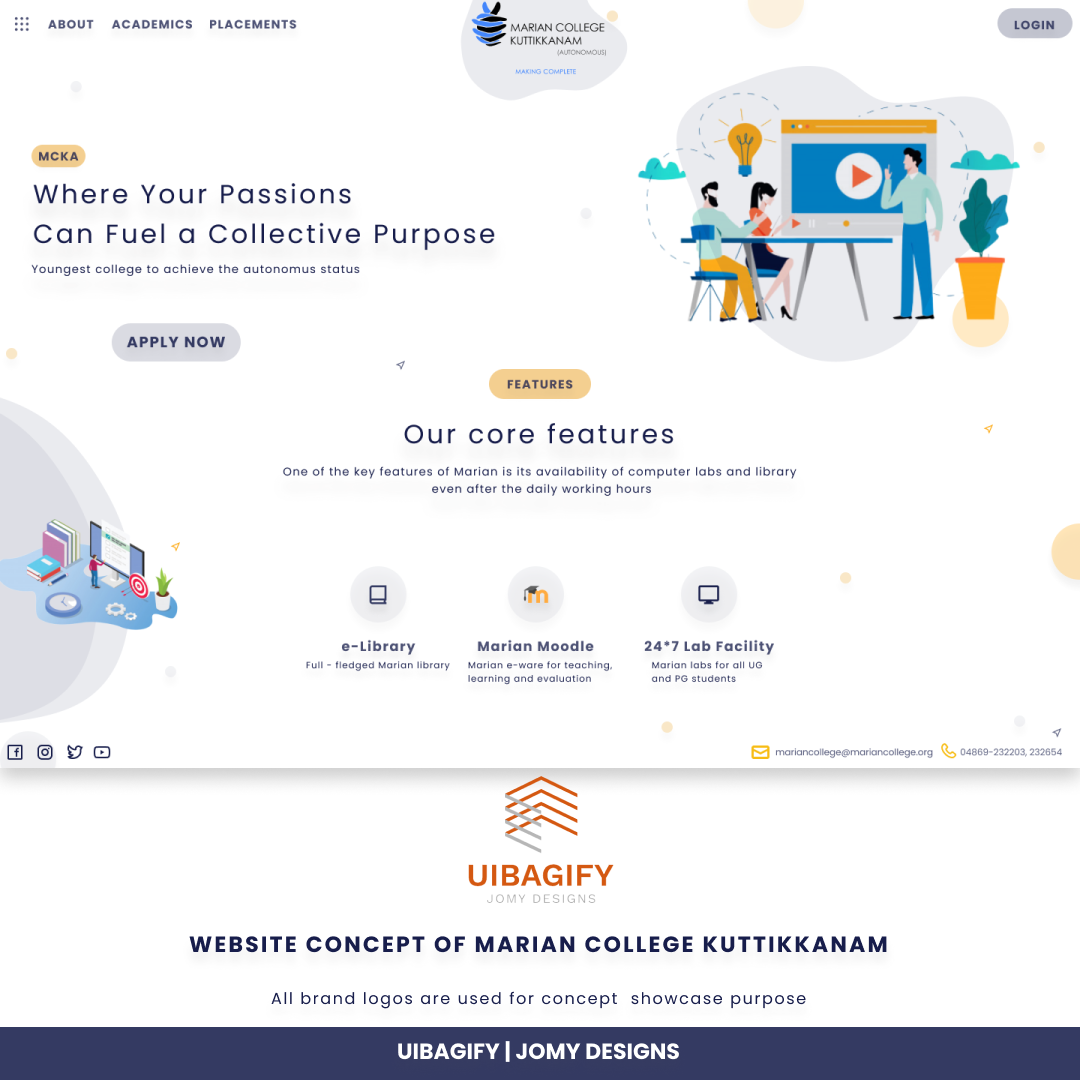 ABOUT ACADEMICS PLACEMENTS
MARIAN COLLEGE
KUTTIKKANAM
(AUTONOMOUS)
MAKING COMPLETE
LOGIN
MCKA
Where Your Passions
Can Fuel a Collective Purpose
Youngest college to achieve the autonomus status
APPLY NOW
FEATURES
Our core features
One of the key features of Marian is its availability of computer labs and library
even after the daily working hours
e-Library
Full - fledged Marian library
Marian Moodle
Marian e-ware for teaching,
learning and evaluation
24*7 Lab Facility
Marian labs for all UG
and PG students
mariancollege@mariancollege.org 04869-232203, 232654
UIBAGIFY
JOMY DESIGNS
WEBSITE CONCEPT OF MARIAN COLLEGE KUTTIKKANAM
All brand logos are used for concept showcase purpose
UIBAGIFY | JOMY DESIGNS